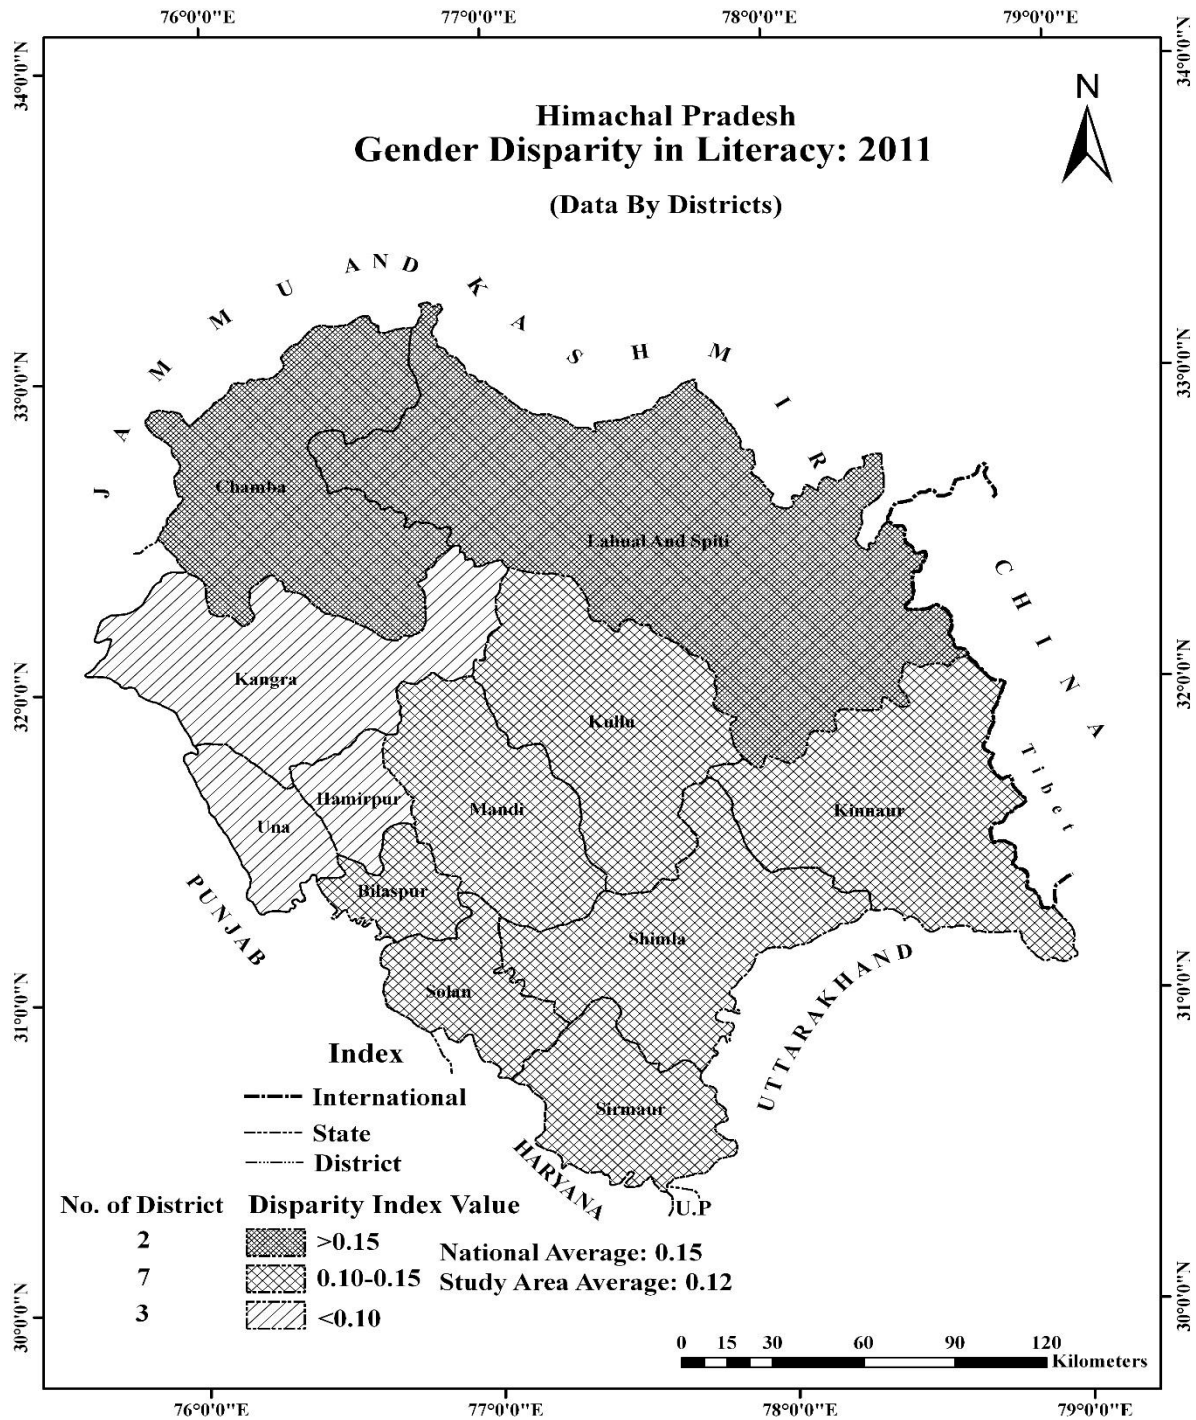 76°0'0"E 77°0'0"E 78°0'0"E 79°0'0"E
34°0'0"N 34°0'0"N
Himachal Pradesh
Gender Disparity in Literacy: 2011
(Data By Districts)
N
JAMMU AND KASHMIR
33°0'0"N 33°0'0"N
Chamba
Lahual And Spiti
CHINA
Tibet
32°0'0"N 32°0'0"N
Kangra
Kullu
Hamirpur
Mandi
Kinnaur
Una
Bilaspur
PUNJAB
Shimla
Solan
UTTARAKHAND
31°0'0"N 31°0'0"N
Sirmaur
HARYANA
U.P
Index
International
State
District
No. of District Disparity Index Value
2 >0.15
7 0.10-0.15
3 <0.10
National Average: 0.15
Study Area Average: 0.12
30°0'0"N 30°0'0"N
0 15 30 60 90 120
Kilometers
76°0'0"E 77°0'0"E 78°0'0"E 79°0'0"E